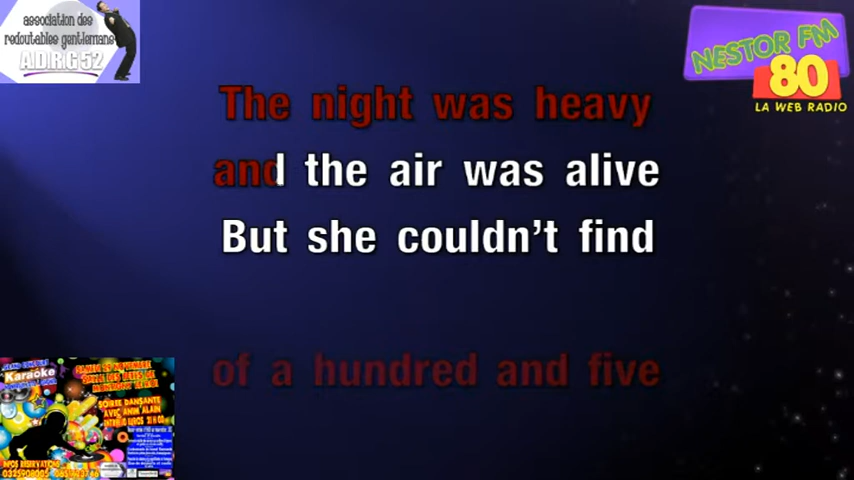 association des
redoutables gentlemans
A.D.R.G 52
NESTOR FM
80
LA WEB RADIO
The night was heavy
and the air was alive
But she couldn't find
of a hundred and five
Karaoke
SOIREE DANSANTE
AVEC ANIM ALAIN